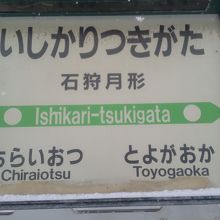 いしかりつきがた
石狩月形
Ishikari-tsukigata
ちらいおつ とよがおか
Chiraiotsu Toyogaoka